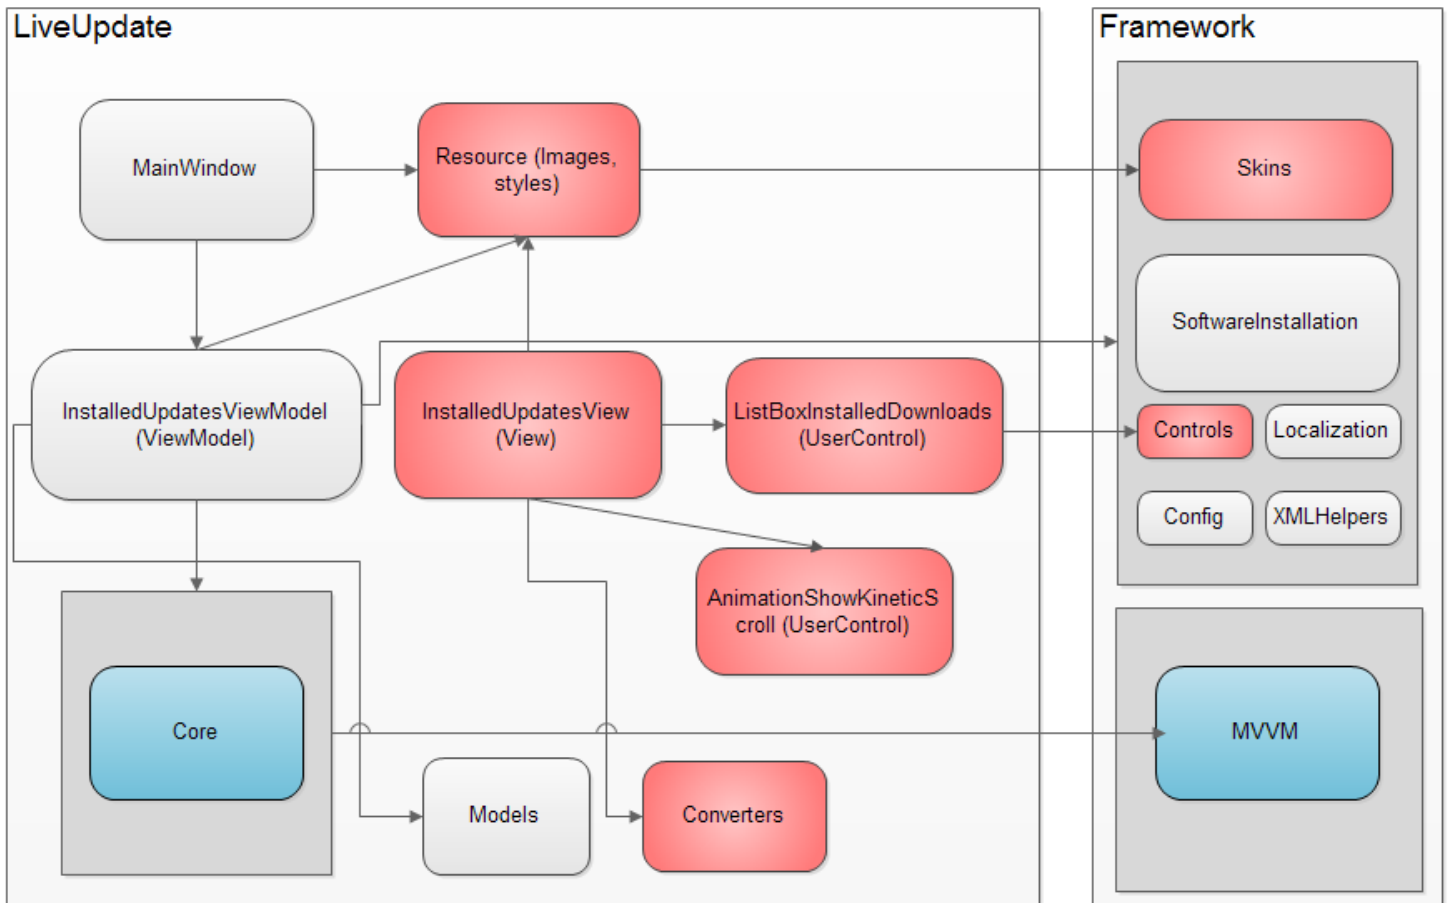 LiveUpdate
Framework
MainWindow
Resource (Images,
styles)
Skins
SoftwareInstallation
InstalledUpdatesViewModel
(ViewModel)
InstalledUpdatesView
(View)
ListBoxInstalledDownloads
(UserControl)
Controls
Localization
Config
XMLHelpers
AnimationShowKineticS
croll (UserControl)
Core
MVVM
Models
Converters